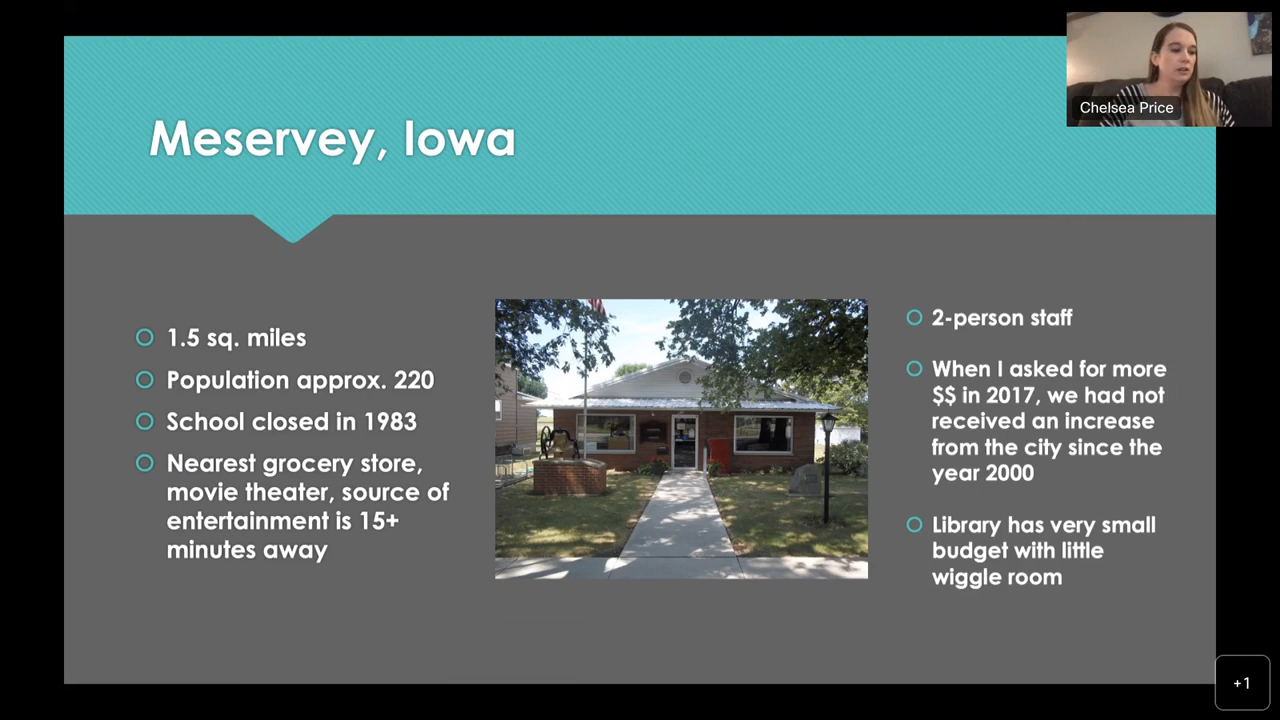 Chelsea Price
Meservey, Iowa
1.5 sq. miles
Population approx. 220
School closed in 1983
Nearest grocery store,
movie theater, source of
entertainment is 15+
minutes away
2-person staff
When I asked for more
$$ in 2017, we had not
received an increase
from the city since the
year 2000
Library has very small
budget with little
wiggle room
+1